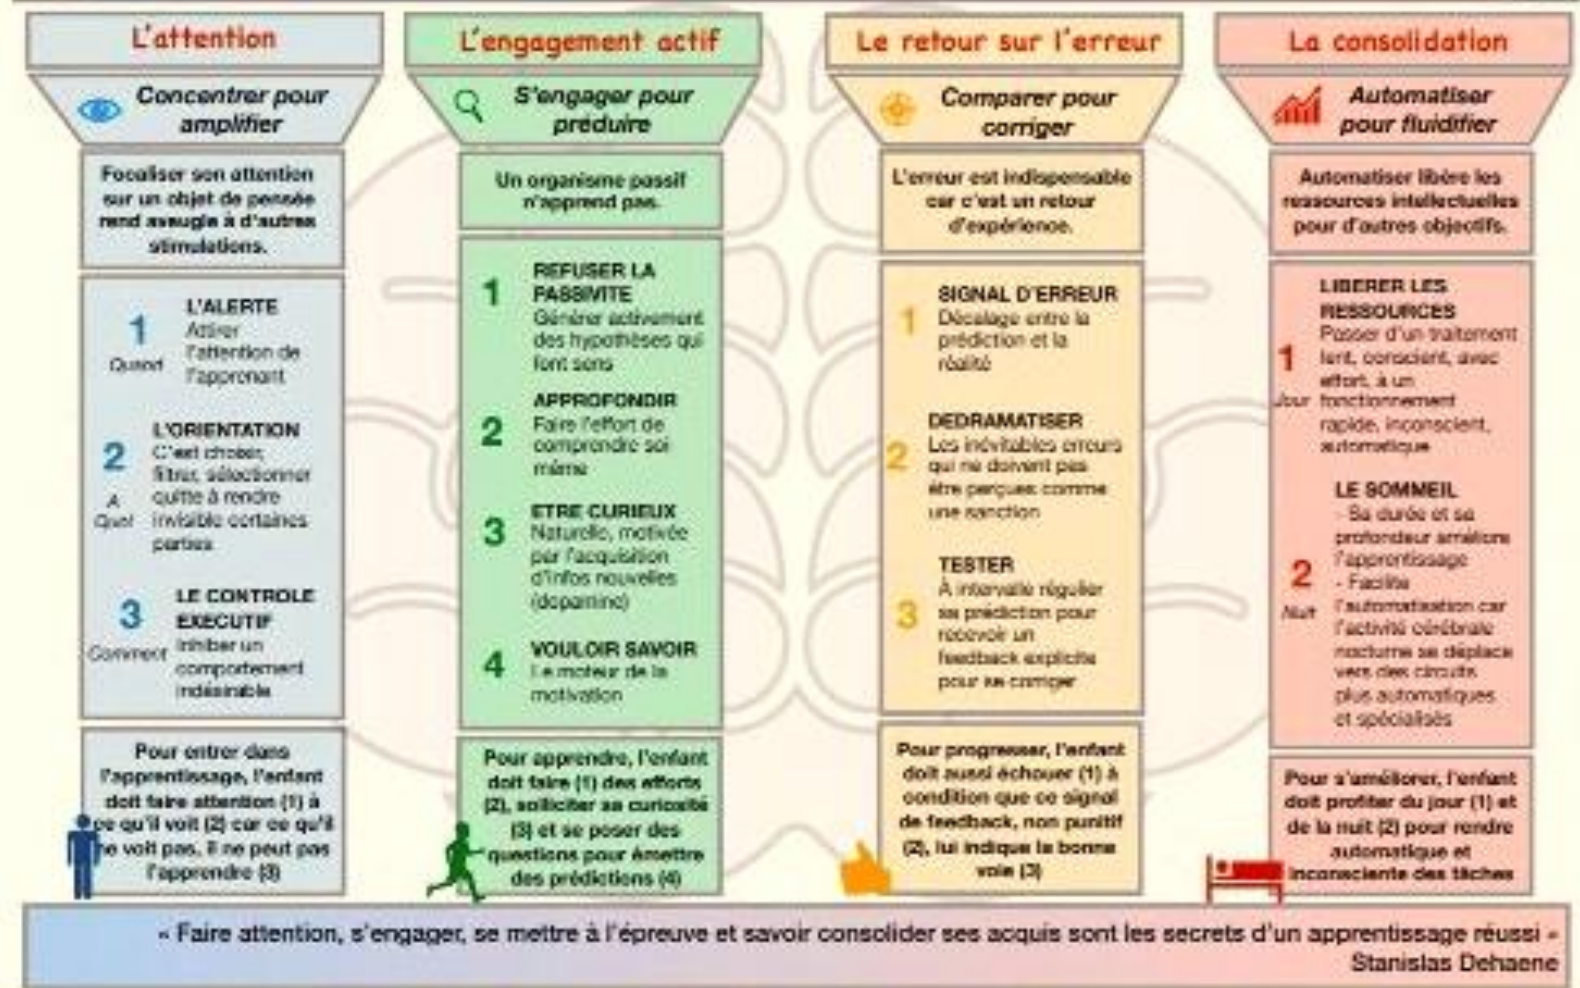 L'attention
Concentrer pour
amplifier
Focaliser son attention
sur un objet de pensée
rend aveugle à d'autres
stimulations.
1
Quand
L'ALERTE
Attirer
l'attention de
l'apprenant
2
A
Quoi
L'ORIENTATION
C'est choisir,
filtrer, sélectionner
quitte à rendre
invisible certaines
parties
3
Comment
LE CONTROLE
EXECUTIF
Inhiber un
comportement
indésirable
Pour entrer dans
l'apprentissage, l'enfant
doit faire attention (1) à
ce qu'il voit (2) car ce qu'il
ne voit pas, il ne peut pas
l'apprendre (3)
L'engagement actif
S'engager pour
préduire
Un organisme passif
n'apprend pas.
1
REFUSER LA
PASSIVITE
Générer activement
des hypothèses qui
font sens
2
APPROFONDIR
Faire l'effort de
comprendre soi
même
3
ETRE CURIEUX
Naturelle, motivée
par l'acquisition
d'infos nouvelles
(dopamine)
4
VOULOIR SAVOIR
Le moteur de la
motivation
Pour apprendre, l'enfant
doit faire (1) des efforts
(2), solliciter sa curiosité
(3) et se poser des
questions pour émettre
des prédictions (4)
Le retour sur l'erreur
Comparer pour
corriger
L'erreur est indispensable
car c'est un retour
d'expérience.
1
SIGNAL D'ERREUR
Décalage entre la
prédiction et la
réalité
2
DEDRAMATISER
Les inévitables erreurs
qui ne doivent pas
être perçues comme
une sanction
3
TESTER
À intervalle régulier
sa prédiction pour
recevoir un
feedback explicite
pour se corriger
Pour progresser, l'enfant
doit aussi échouer (1) à
condition que ce signal
de feedback, non punitif
(2), lui indique la bonne
voie (3)
La consolidation
Automatiser
pour fluidifier
Automatiser libère les
ressources intellectuelles
pour d'autres objectifs.
1
Jour
LIBERER LES
RESSOURCES
Passer d'un traitement
lent, conscient, avec
effort, à un
fonctionnement
rapide, inconscient,
automatique
2
Nuit
LE SOMMEIL
- Sa durée et sa
profondeur améliore
l'apprentissage
- Facilite
l'automatisation car
l'activité cérébrale
nocturne se déplace
vers des circuits
plus automatiques
et spécialisés
Pour s'améliorer, l'enfant
doit profiter du jour (1) et
de la nuit (2) pour rendre
automatique et
inconsciente des tâches
« Faire attention, s'engager, se mettre à l'épreuve et savoir consolider ses acquis sont les secrets d'un apprentissage réussi »
Stanislas Dehaene